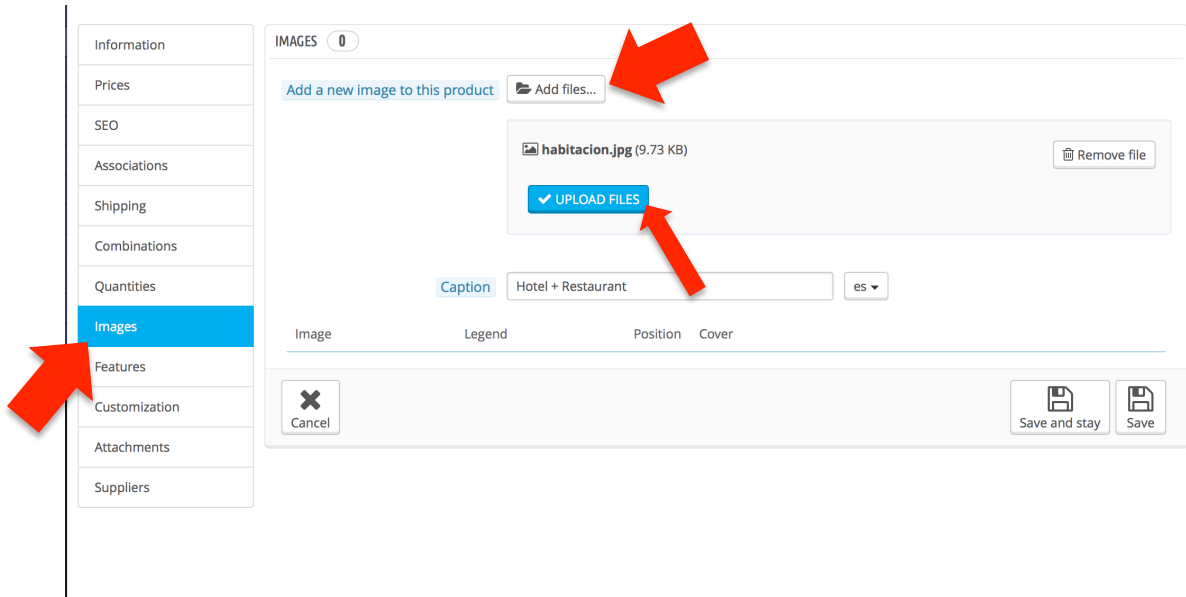 Information
Prices
SEO
Associations
Shipping
Combinations
Quantities
Images
Features
Customization
Attachments
Suppliers
IMAGES 0
Add a new image to this product Add files...
habitacion.jpg (9.73 KB) Remove file
UPLOAD FILES
Caption Hotel + Restaurant es
Image Legend Position Cover
Cancel Save and stay Save